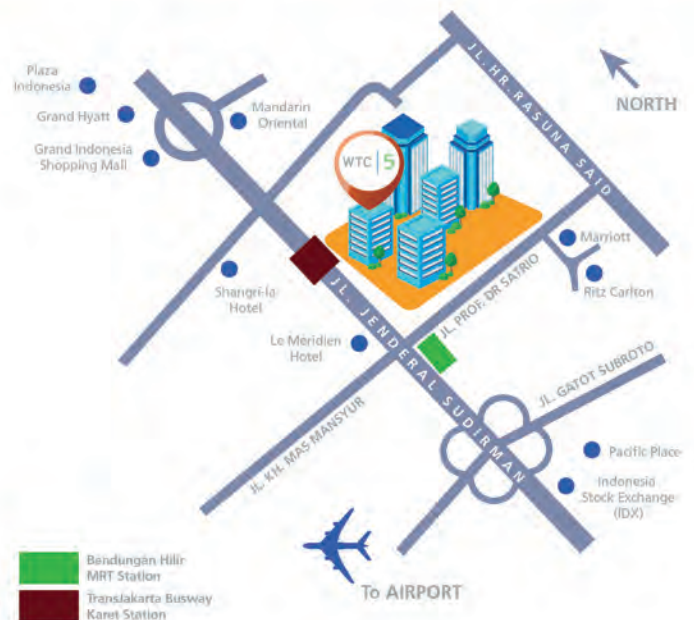 Plaza
Indonesia
Grand Hyatt
Grand Indonesia
Shopping Mall
Mandarin
Oriental
JL.HR.RASUNA SAID
NORTH
WTC | 5
Marriott
Ritz Carlton
Shangri-la
Hotel
JL. PROF. DR SATRIO
JL. JENDERAL SUDIRMAN
Le Méridien
Hotel
JL. KH. MAS MANSYUR
JL. GATOT SUBROTO
Pacific Place
Indonesia
Stock Exchange
(IDX)
To AIRPORT
Bendungan Hilir
MRT Station
TransJakarta Busway
Karet Station